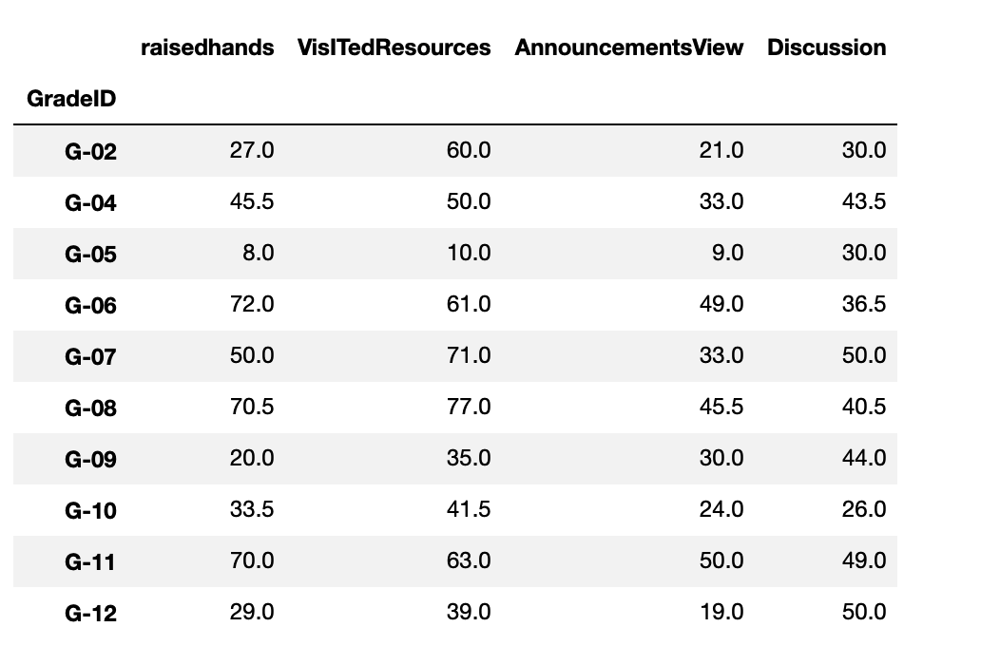 raisedhands VisITedResources AnnouncementsView Discussion
GradeID
G-02 27.0 60.0 21.0 30.0
G-04 45.5 50.0 33.0 43.5
G-05 8.0 10.0 9.0 30.0
G-06 72.0 61.0 49.0 36.5
G-07 50.0 71.0 33.0 50.0
G-08 70.5 77.0 45.5 40.5
G-09 20.0 35.0 30.0 44.0
G-10 33.5 41.5 24.0 26.0
G-11 70.0 63.0 50.0 49.0
G-12 29.0 39.0 19.0 50.0